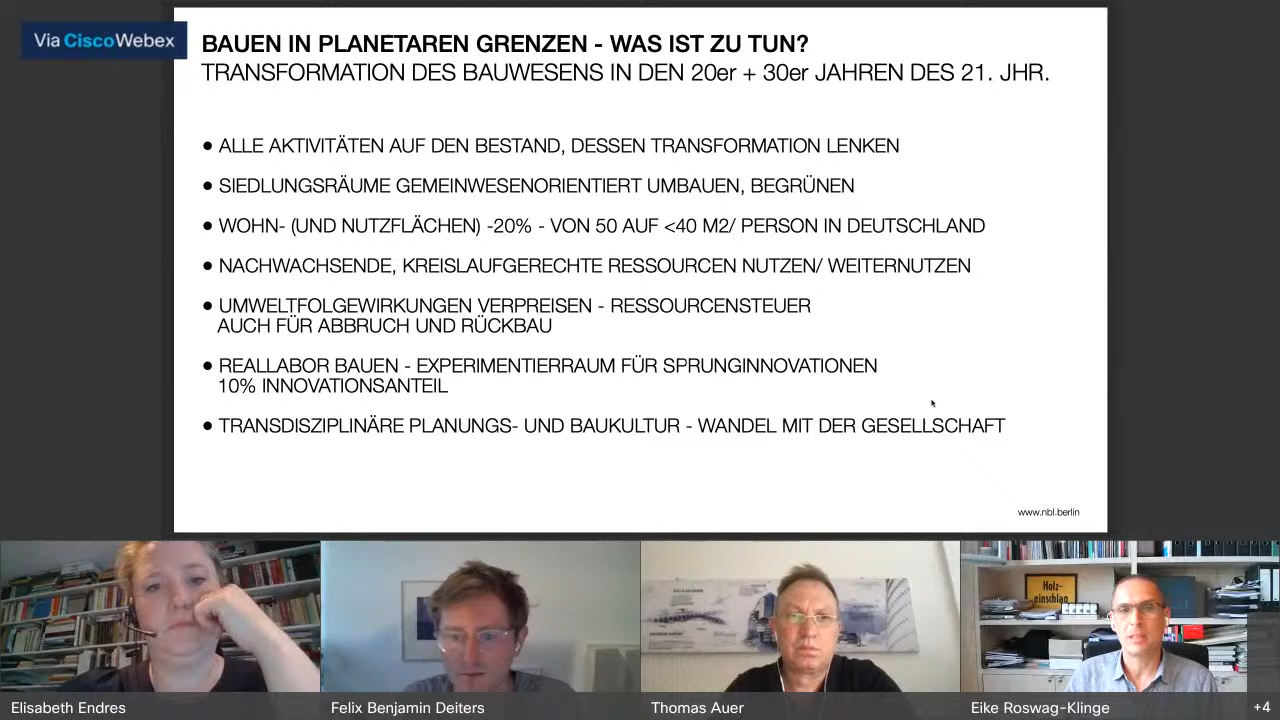 Via Cisco Webex
BAUEN IN PLANETAREN GRENZEN - WAS IST ZU TUN?
TRANSFORMATION DES BAUWESENS IN DEN 20er + 30er JAHREN DES 21. JHR.
● ALLE AKTIVITÄTEN AUF DEN BESTAND, DESSEN TRANSFORMATION LENKEN
● SIEDLUNGSRÄUME GEMEINWESENORIENTIERT UMBAUEN, BEGRÜNEN
● WOHN- (UND NUTZFLÄCHEN) -20% - VON 50 AUF <40 M2/ PERSON IN DEUTSCHLAND
● NACHWACHSENDE, KREISLAUFGERECHTE RESSOURCEN NUTZEN/ WEITERNUTZEN
● UMWELTFOLGEWIRKUNGEN VERPREISEN - RESSOURCENSTEUER
AUCH FÜR ABBRUCH UND RÜCKBAU
● REALLABOR BAUEN - EXPERIMENTIERRAUM FÜR SPRUNGINNOVATIONEN
10% INNOVATIONSANTEIL
● TRANSDISZIPLINÄRE PLANUNGS- UND BAUKULTUR - WANDEL MIT DER GESELLSCHAFT
www.nbl.berlin
Holz-
einschlag
Elisabeth Endres
Felix Benjamin Deiters
Thomas Auer
Eike Roswag-Klinge
+4